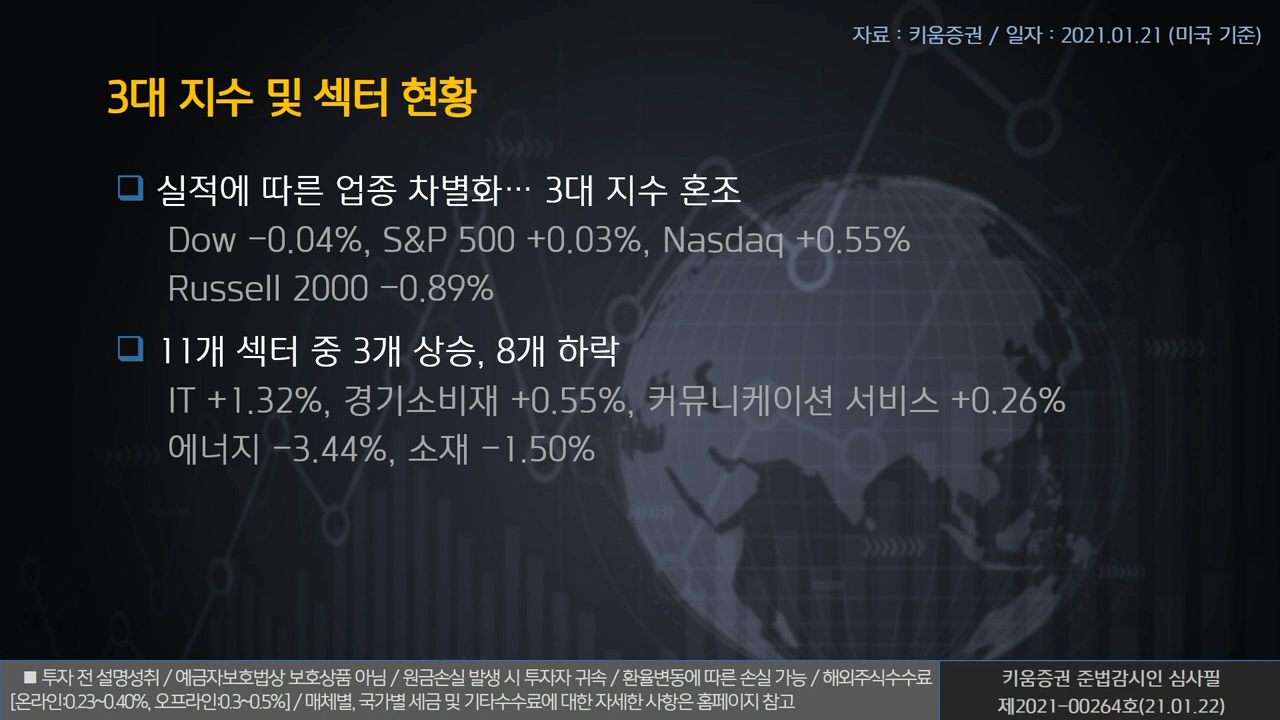 자료 : 키움증권 / 일자 : 2021.01.21 (미국 기준)
3대 지수 및 섹터 현황
❑ 실적에 따른 업종 차별화… 3대 지수 혼조
Dow -0.04%, S&P 500 +0.03%, Nasdaq +0.55%
Russell 2000 -0.89%
❑ 11개 섹터 중 3개 상승, 8개 하락
IT +1.32%, 경기소비재 +0.55%, 커뮤니케이션 서비스 +0.26%
에너지 -3.44%, 소재 -1.50%
■ 투자 전 설명청취 / 예금자보호법상 보호상품 아님 / 원금손실 발생 시 투자자 귀속 / 환율변동에 따른 손실 가능 / 해외주식수수료
[온라인:0.23~0.40%, 오프라인:0.3~0.5%] / 매체별, 국가별 세금 및 기타수수료에 대한 자세한 사항은 홈페이지 참고
키움증권 준법감시인 심사필
제2021-00264호(21.01.22)